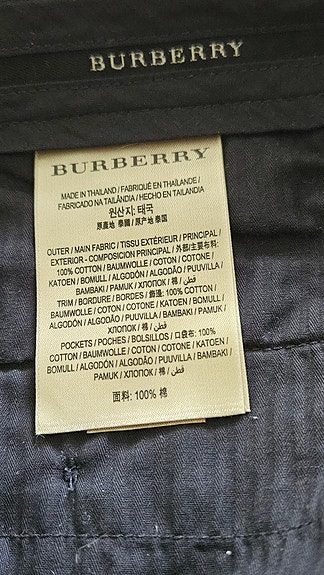 BURBERRY
BURBERRY
MADE IN THAILAND / FABRIQUÉ EN THAÏLANDE /
FABRICADO NA TAILÂNDIA / HECHO EN TAILANDIA
원산지: 태국
原產地 泰國 / 原产地 泰国
OUTER / MAIN FABRIC / TISSU EXTÉRIEUR / PRINCIPAL /
EXTERIOR - COMPOSICIÓN PRINCIPAL / 外部/主要布料:
100% COTTON / BAUMWOLLE / COTON / COTONE /
KATOEN / BOMULL / ALGODÓN / ALGODÃO / PUUVILLA /
BAMBAKI / PAMUK / ХЛОПОК / 棉 / قطن /
TRIM / BORDURE / BORDES / 飾邊: 100% COTTON /
BAUMWOLLE / COTON / COTONE / KATOEN / BOMULL /
ALGODÓN / ALGODÃO / PUUVILLA / BAMBAKI / PAMUK /
ХЛОПОК / 棉 / قطن /
POCKETS / POCHES / BOLSILLOS / 口袋布: 100%
COTTON / BAUMWOLLE / COTON / COTONE / KATOEN /
BOMULL / ALGODÓN / ALGODÃO / PUUVILLA / BAMBAKI /
PAMUK / ХЛОПОК / 棉 / قطن /
面料: 100% 棉